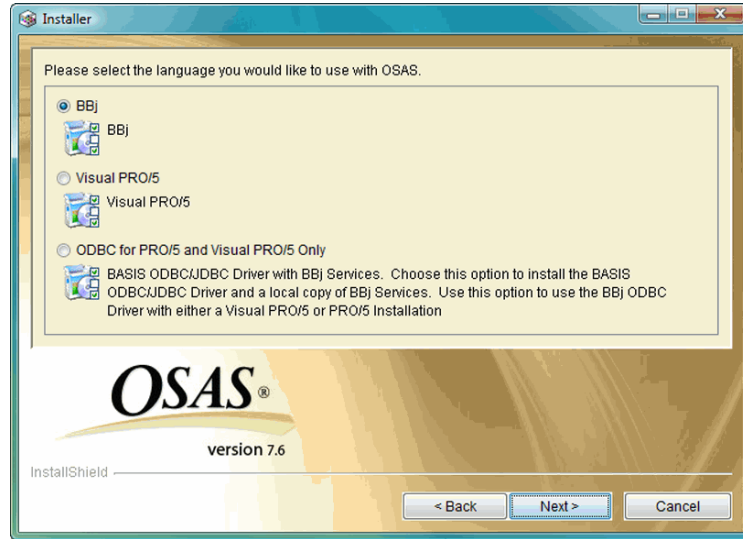 Installer
Please select the language you would like to use with OSAS.
BBj
BBj
Visual PRO/5
Visual PRO/5
ODBC for PRO/5 and Visual PRO/5 Only
BASIS ODBC/JDBC Driver with BBj Services. Choose this option to install the BASIS
ODBC/JDBC Driver and a local copy of BBj Services. Use this option to use the BBj ODBC
Driver with either a Visual PRO/5 or PRO/5 Installation
OSAS®
version 7.6
InstallShield
< Back Next > Cancel